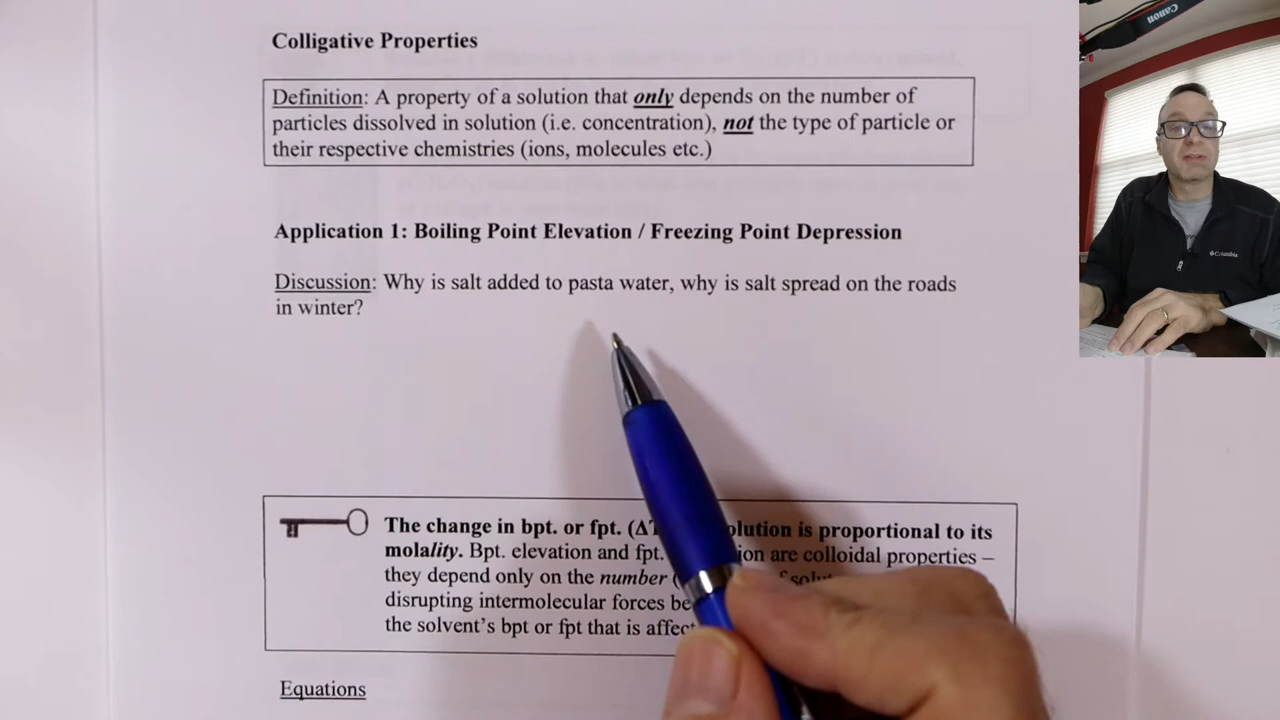 Colligative Properties
Definition: A property of a solution that only depends on the number of
particles dissolved in solution (i.e. concentration), not the type of particle or
their respective chemistries (ions, molecules etc.)
Application 1: Boiling Point Elevation / Freezing Point Depression
Discussion: Why is salt added to pasta water, why is salt spread on the roads
in winter?
The change in bpt. or fpt. (Δ olution is proportional to its
molality. Bpt. elevation and fpt. ion are colloidal properties –
they depend only on the number (
disrupting intermolecular forces be
the solvent's bpt or fpt that is affect
Equations
Canon
Columbia